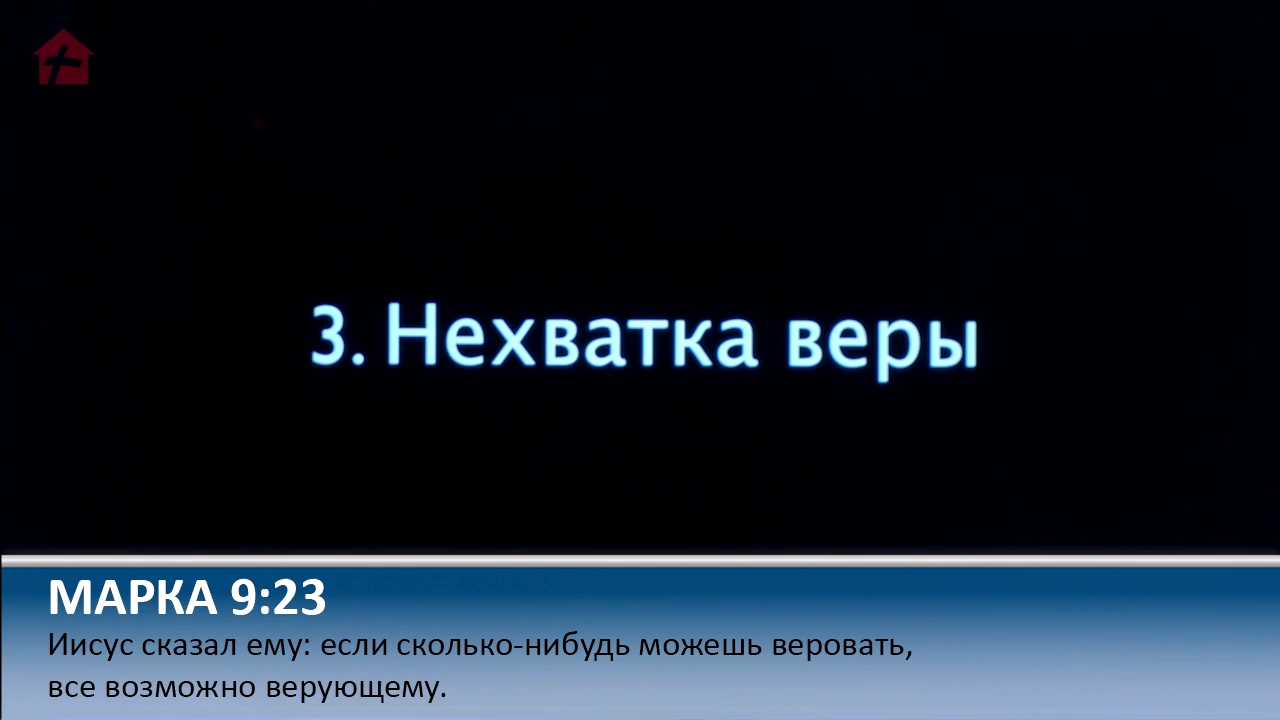 3. Нехватка веры
МАРКА 9:23
Иисус сказал ему: если сколько-нибудь можешь веровать,
все возможно верующему.